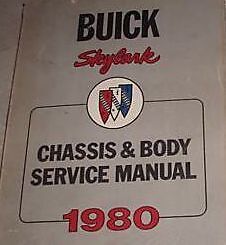 BUICK
Skylark
CHASSIS & BODY
SERVICE MANUAL
1980